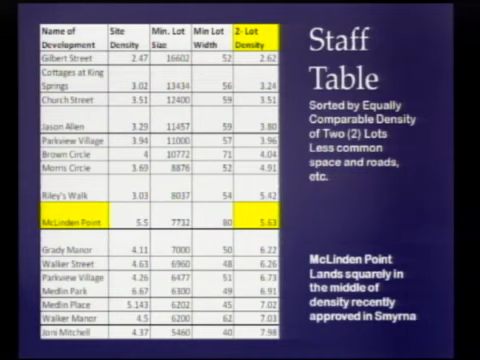 Name of Development Site Density Min. Lot Size Min Lot Width 2- Lot Density
Gilbert Street 2.47 16602 52 2.62
Cottages at King Springs 3.02 13434 56 3.24
Church Street 3.51 12400 59 3.51
Jason Allen 3.29 11457 59 3.80
Parkview Village 3.94 11000 57 3.96
Brown Circle 4 10772 71 4.04
Morris Circle 3.69 8876 52 4.91
Riley's Walk 3.03 8037 54 5.42
McLinden Point 5.5 7732 80 5.63
Grady Manor 4.11 7000 50 6.22
Walker Street 4.63 6960 48 6.26
Parkview Village 4.26 6477 51 6.73
Medlin Park 6.67 6300 49 6.91
Medlin Place 5.143 6202 45 7.02
Walker Manor 4.5 6200 62 7.03
Joni Mitchell 4.37 5460 40 7.98
Staff
Table
Sorted by Equally
Comparable Density
of Two (2) Lots
Less common
space and roads,
etc.
McLinden Point
Lands squarely in
the middle of
density recently
approved in Smyrna